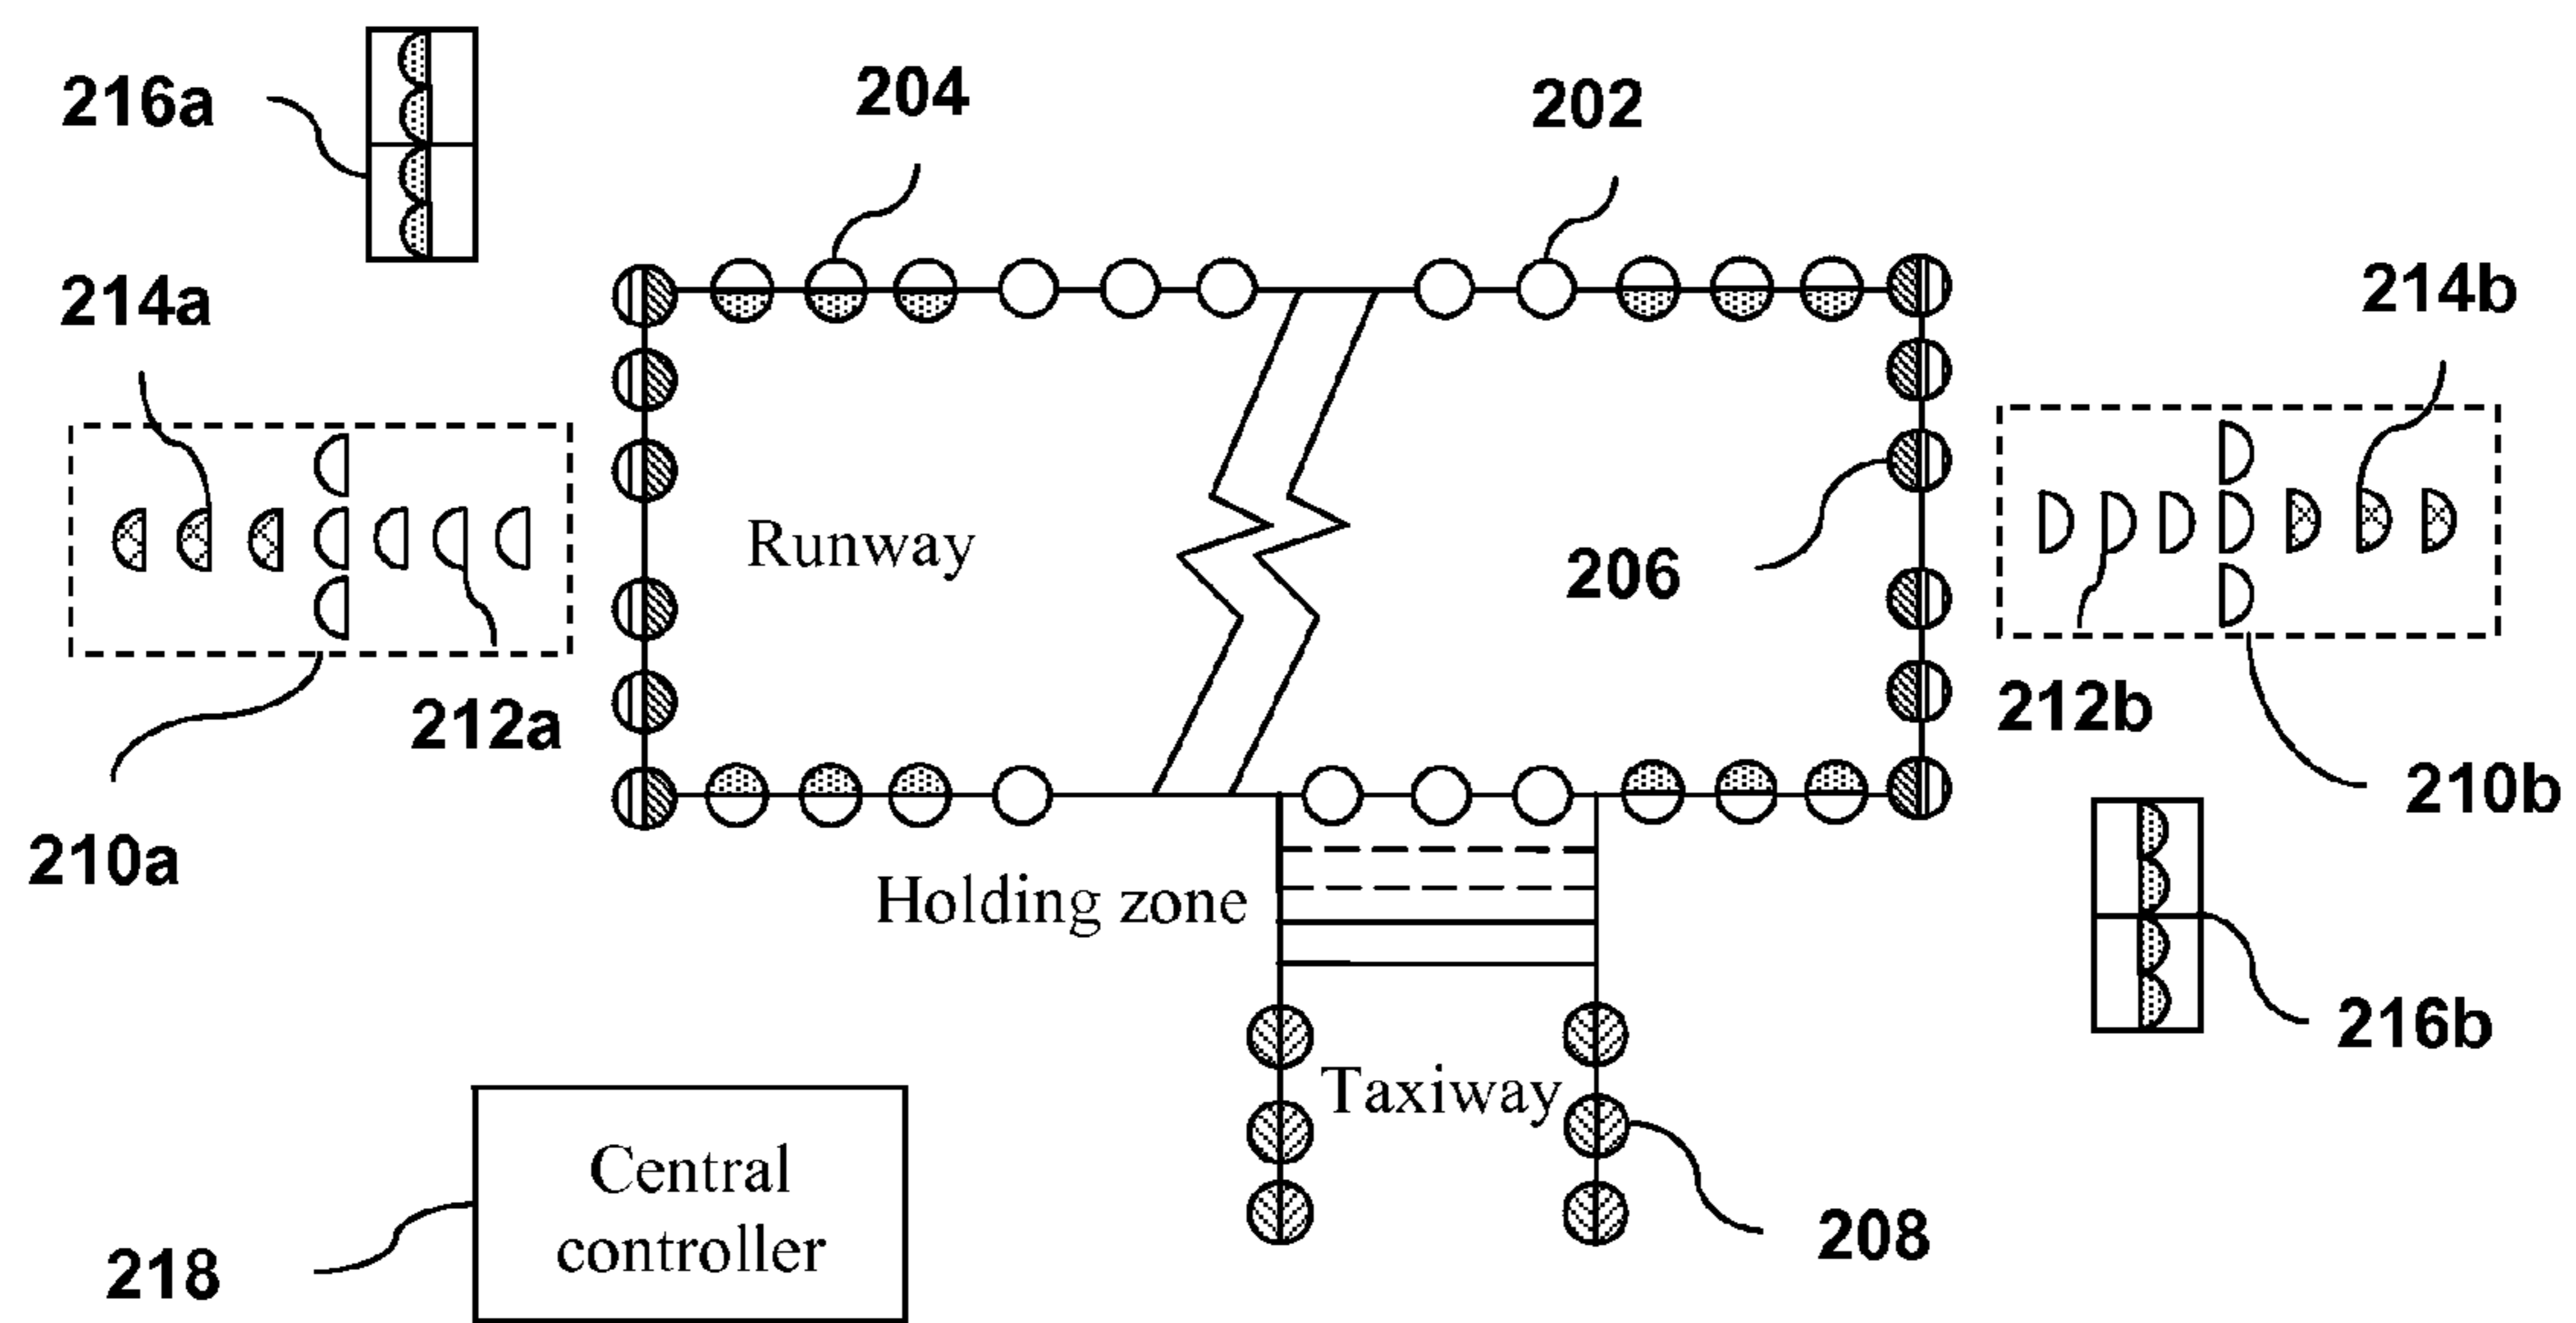 216a
204
202
214a
214b
Runway
206
212a
212b
210b
210a
Holding zone
216b
Taxiway
Central
controller
208
218